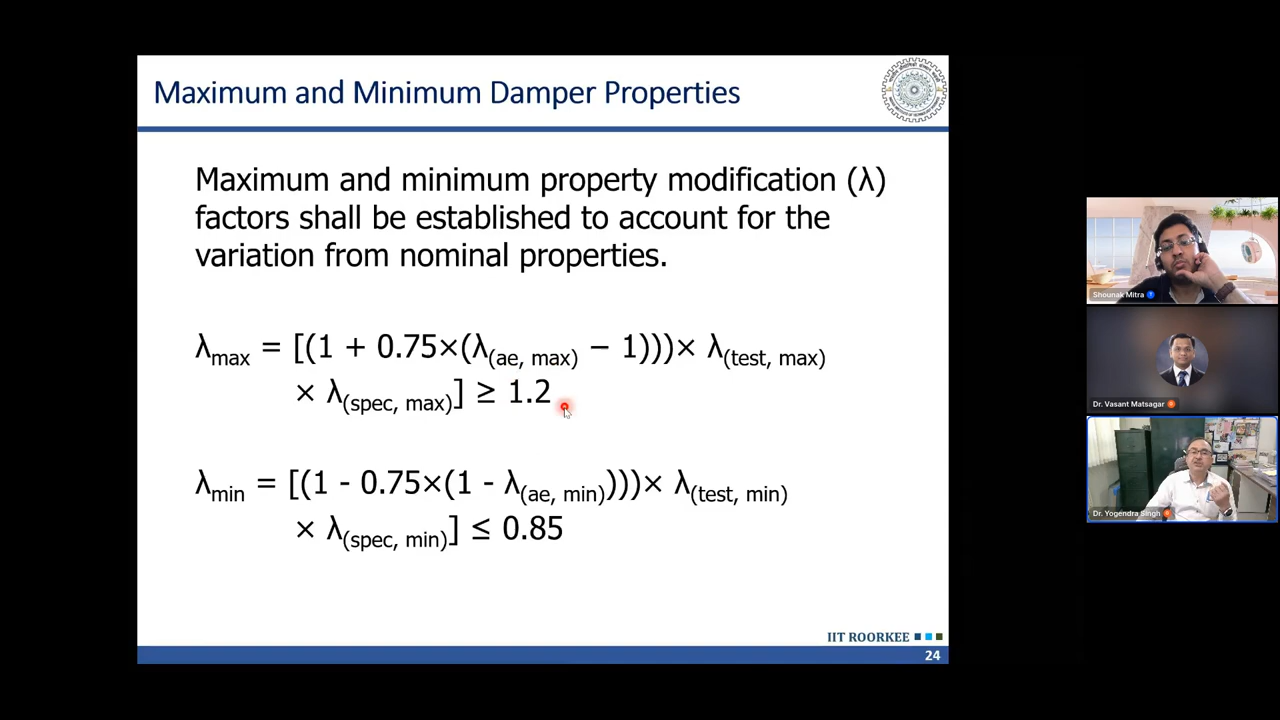 Maximum and Minimum Damper Properties
Maximum and minimum property modification (λ)
factors shall be established to account for the
variation from nominal properties.
λmax = [(1 + 0.75×(λ(ae, max) − 1)))× λ(test, max)
× λ(spec, max)] ≥ 1.2
λmin = [(1 - 0.75×(1 - λ(ae, min))))× λ(test, min)
× λ(spec, min)] ≤ 0.85
IIT ROORKEE
24
Shounak Mitra
Dr. Vasant Matsagar
Dr. Yogendra Singh